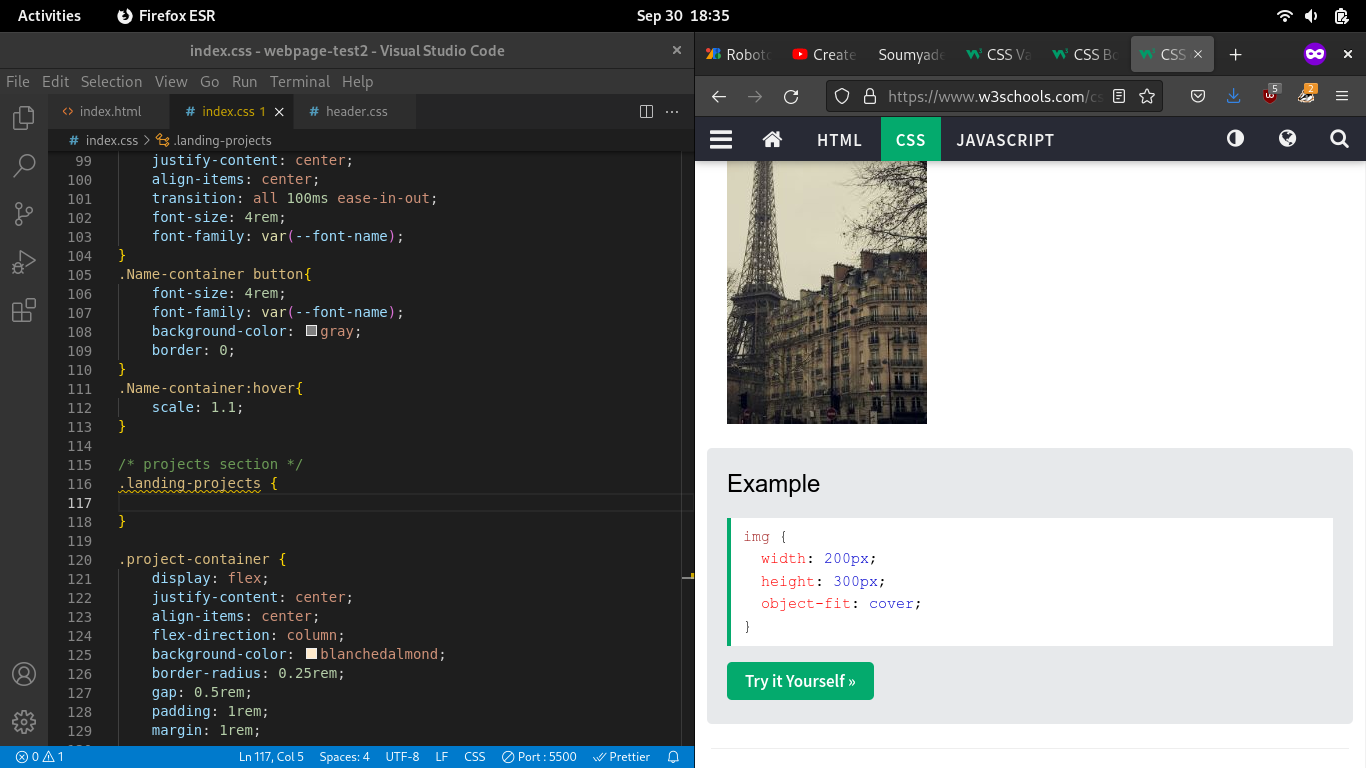 Activities Firefox ESR Sep 30 18:35
index.css - webpage-test2 - Visual Studio Code ×
File Edit Selection View Go Run Terminal Help
index.html # index.css 1 × # header.css ···
# index.css > .landing-projects
99 justify-content: center;
100 align-items: center;
101 transition: all 100ms ease-in-out;
102 font-size: 4rem;
103 font-family: var(--font-name);
104 }
105 .Name-container button{
106 font-size: 4rem;
107 font-family: var(--font-name);
108 background-color: gray;
109 border: 0;
110 }
111 .Name-container:hover{
112 scale: 1.1;
113 }
114
115 /* projects section */
116 .landing-projects {
117
118 }
119
120 .project-container {
121 display: flex;
122 justify-content: center;
123 align-items: center;
124 flex-direction: column;
125 background-color: blanchedalmond;
126 border-radius: 0.25rem;
127 gap: 0.5rem;
128 padding: 1rem;
129 margin: 1rem;
0 1 Ln 117, Col 5 Spaces: 4 UTF-8 LF CSS Port : 5500 Prettier
Robot Create Soumyade CSS Va CSS Bo CSS × + ×
https://www.w3schools.com/cs 5 2
HTML CSS JAVASCRIPT
Example
img {
width: 200px;
height: 300px;
object-fit: cover;
}
Try it Yourself »